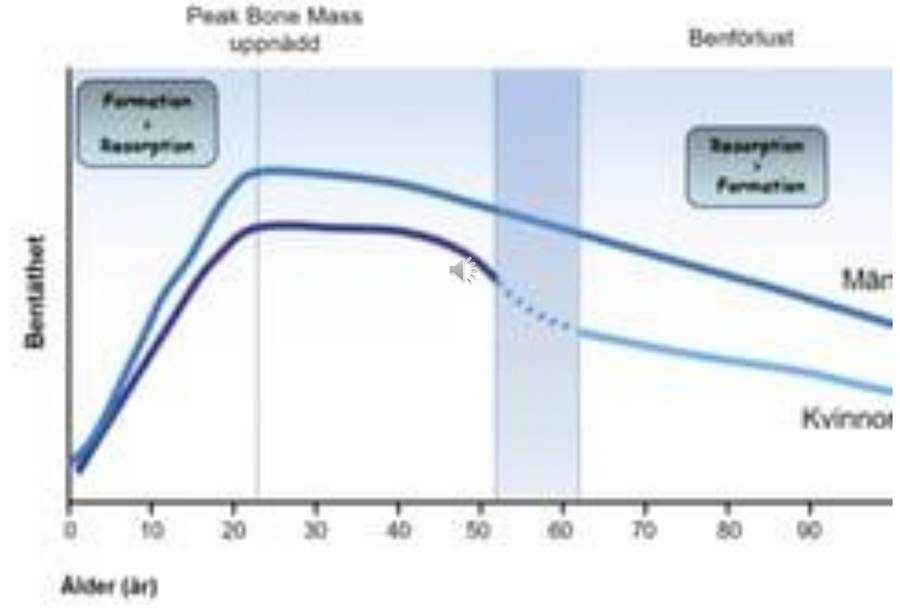 Peak Bone Mass
uppnådd
Benförlust
Formation
Resorption
Resorption
>
Formation
Bentäthet
Män
Kvinnor
0 10 20 30 40 50 60 70 80 90
Ålder (år)